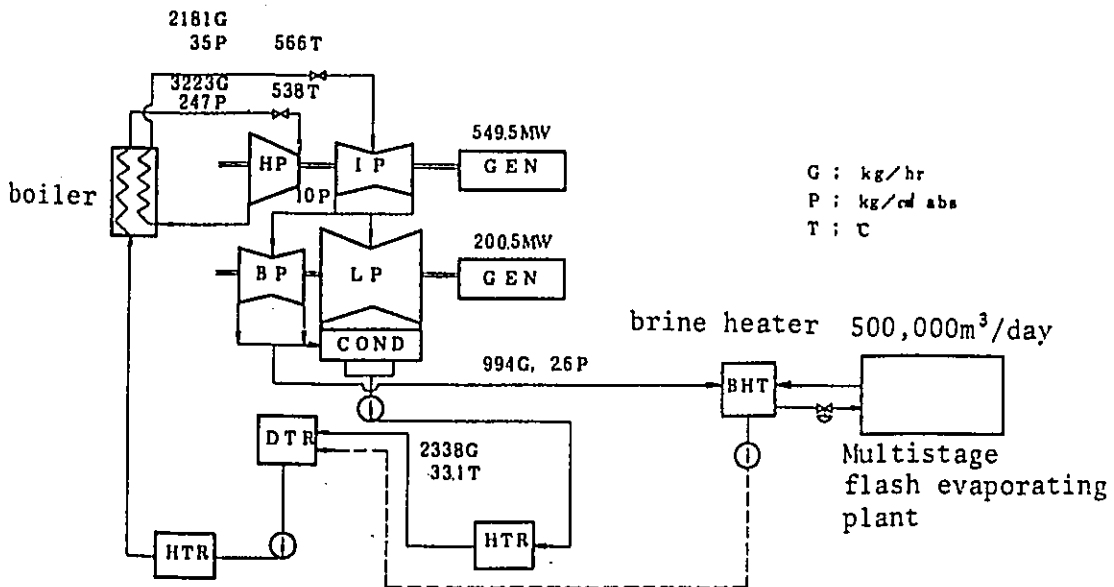 2181G
35P 566T
3223G 538T
247P
549.5MW
HP IP GEN
boiler
10P
G ; kg/hr
P ; kg/c㎡ abs
T ; ℃
200.5MW
BP LP GEN
COND
brine heater 500,000m³/day
994G, 26P
BHT
DTR
2338G
33.1T
Multistage
flash evaporating
plant
HTR
HTR